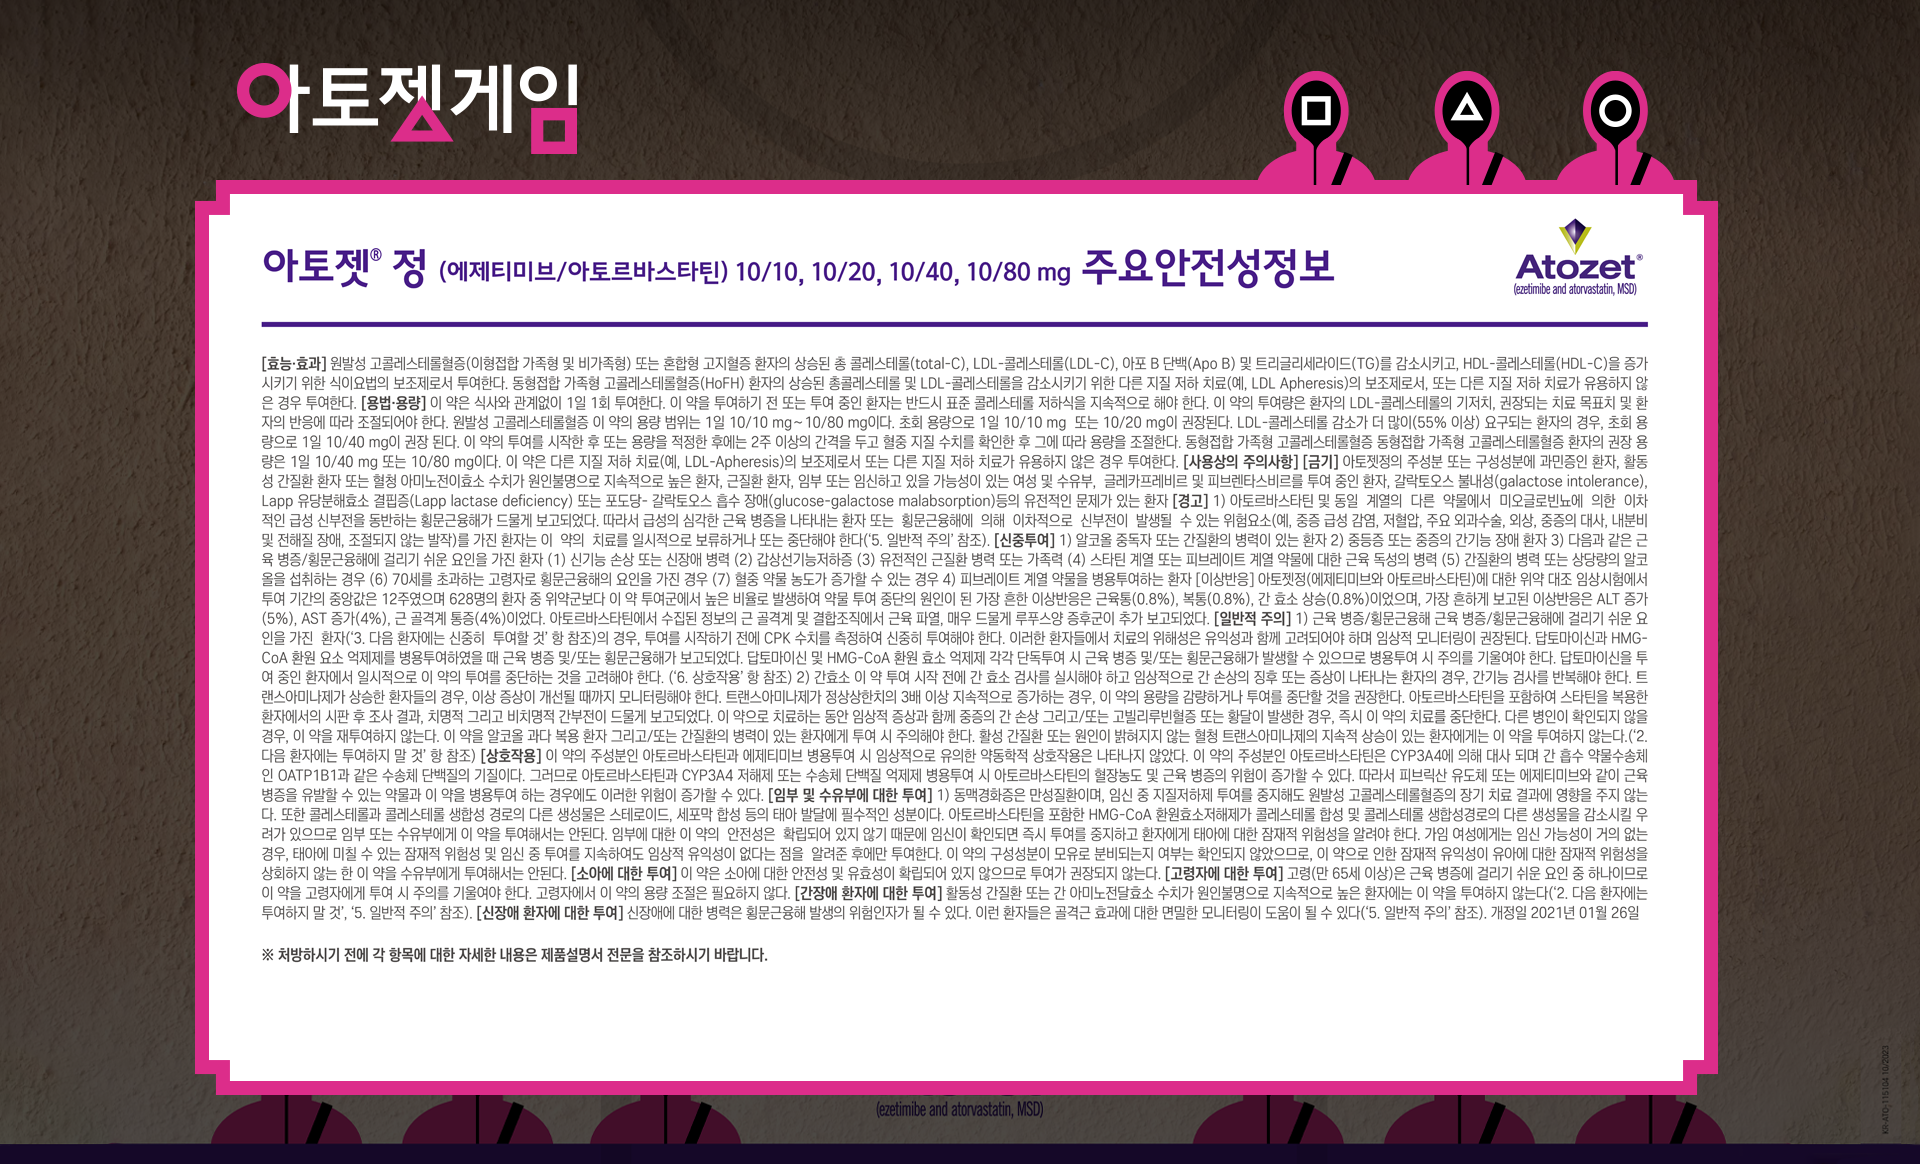 아토젯게임
아토젯® 정 (에제티미브/아토르바스타틴) 10/10, 10/20, 10/40, 10/80 mg 주요안전성정보
Atozet®
(ezetimibe and atorvastatin, MSD)
[효능·효과] 원발성 고콜레스테롤혈증(이형접합 가족형 및 비가족형) 또는 혼합형 고지혈증 환자의 상승된 총 콜레스테롤(total-C), LDL-콜레스테롤(LDL-C), 아포 B 단백(Apo B) 및 트리글리세라이드(TG)를 감소시키고, HDL-콜레스테롤(HDL-C)을 증가
시키기 위한 식이요법의 보조제로서 투여한다. 동형접합 가족형 고콜레스테롤혈증(HoFH) 환자의 상승된 총콜레스테롤 및 LDL-콜레스테롤을 감소시키기 위한 다른 지질 저하 치료(예, LDL Apheresis)의 보조제로서, 또는 다른 지질 저하 치료가 유용하지 않
은 경우 투여한다. [용법·용량] 이 약은 식사와 관계없이 1일 1회 투여한다. 이 약을 투여하기 전 또는 투여 중인 환자는 반드시 표준 콜레스테롤 저하식을 지속적으로 해야 한다. 이 약의 투여량은 환자의 LDL-콜레스테롤의 기저치, 권장되는 치료 목표치 및 환
자의 반응에 따라 조절되어야 한다. 원발성 고콜레스테롤혈증 이 약의 용량 범위는 1일 10/10 mg~10/80 mg이다. 초회 용량으로 1일 10/10 mg 또는 10/20 mg이 권장된다. LDL-콜레스테롤 감소가 더 많이(55% 이상) 요구되는 환자의 경우, 초회 용
량으로 1일 10/40 mg이 권장 된다. 이 약의 투여를 시작한 후 또는 용량을 적정한 후에는 2주 이상의 간격을 두고 혈중 지질 수치를 확인한 후 그에 따라 용량을 조절한다. 동형접합 가족형 고콜레스테롤혈증 동형접합 가족형 고콜레스테롤혈증 환자의 권장 용
량은 1일 10/40 mg 또는 10/80 mg이다. 이 약은 다른 지질 저하 치료(예, LDL-Apheresis)의 보조제로서 또는 다른 지질 저하 치료가 유용하지 않은 경우 투여한다. [사용상의 주의사항] [금기] 아토젯정의 주성분 또는 구성성분에 과민증인 환자, 활동
성 간질환 환자 또는 혈청 아미노전이효소 수치가 원인불명으로 지속적으로 높은 환자, 근질환 환자, 임부 또는 임신하고 있을 가능성이 있는 여성 및 수유부, 글레카프레비르 및 피브렌타스비르를 투여 중인 환자, 갈락토오스 불내성(galactose intolerance),
Lapp 유당분해효소 결핍증(Lapp lactase deficiency) 또는 포도당- 갈락토오스 흡수 장애(glucose-galactose malabsorption)등의 유전적인 문제가 있는 환자 [경고] 1) 아토르바스타틴 및 동일 계열의 다른 약물에서 미오글로빈뇨에 의한 이차
적인 급성 신부전을 동반하는 횡문근융해가 드물게 보고되었다. 따라서 급성의 심각한 근육 병증을 나타내는 환자 또는 횡문근융해에 의해 이차적으로 신부전이 발생될 수 있는 위험요소(예, 중증 급성 감염, 저혈압, 주요 외과수술, 외상, 중증의 대사, 내분비
및 전해질 장애, 조절되지 않는 발작)를 가진 환자는 이 약의 치료를 일시적으로 보류하거나 또는 중단해야 한다(‘5. 일반적 주의’ 참조). [신중투여] 1) 알코올 중독자 또는 간질환의 병력이 있는 환자 2) 중등증 또는 중증의 간기능 장애 환자 3) 다음과 같은 근
육 병증/횡문근융해에 걸리기 쉬운 요인을 가진 환자 (1) 신기능 손상 또는 신장애 병력 (2) 갑상선기능저하증 (3) 유전적인 근질환 병력 또는 가족력 (4) 스타틴 계열 또는 피브레이트 계열 약물에 대한 근육 독성의 병력 (5) 간질환의 병력 또는 상당량의 알코
올을 섭취하는 경우 (6) 70세를 초과하는 고령자로 횡문근융해의 요인을 가진 경우 (7) 혈중 약물 농도가 증가할 수 있는 경우 4) 피브레이트 계열 약물을 병용투여하는 환자 [이상반응] 아토젯정(에제티미브와 아토르바스타틴)에 대한 위약 대조 임상시험에서
투여 기간의 중앙값은 12주였으며 628명의 환자 중 위약군보다 이 약 투여군에서 높은 비율로 발생하여 약물 투여 중단의 원인이 된 가장 흔한 이상반응은 근육통(0.8%), 복통(0.8%), 간 효소 상승(0.8%)이었으며, 가장 흔하게 보고된 이상반응은 ALT 증가
(5%), AST 증가(4%), 근 골격계 통증(4%)이었다. 아토르바스타틴에서 수집된 정보의 근 골격계 및 결합조직에서 근육 파열, 매우 드물게 루푸스양 증후군이 추가 보고되었다. [일반적 주의] 1) 근육 병증/횡문근융해 근육 병증/횡문근융해에 걸리기 쉬운 요
인을 가진 환자(‘3. 다음 환자에는 신중히 투여할 것’ 항 참조)의 경우, 투여를 시작하기 전에 CPK 수치를 측정하여 신중히 투여해야 한다. 이러한 환자들에서 치료의 위해성은 유익성과 함께 고려되어야 하며 임상적 모니터링이 권장된다. 답토마이신과 HMG-
CoA 환원 요소 억제제를 병용투여하였을 때 근육 병증 및/또는 횡문근융해가 보고되었다. 답토마이신 및 HMG-CoA 환원 효소 억제제 각각 단독투여 시 근육 병증 및/또는 횡문근융해가 발생할 수 있으므로 병용투여 시 주의를 기울여야 한다. 답토마이신을 투
여 중인 환자에서 일시적으로 이 약의 투여를 중단하는 것을 고려해야 한다. (‘6. 상호작용’ 항 참조) 2) 간효소 이 약 투여 시작 전에 간 효소 검사를 실시해야 하고 임상적으로 간 손상의 징후 또는 증상이 나타나는 환자의 경우, 간기능 검사를 반복해야 한다. 트
랜스아미나제가 상승한 환자들의 경우, 이상 증상이 개선될 때까지 모니터링해야 한다. 트랜스아미나제가 정상상한치의 3배 이상 지속적으로 증가하는 경우, 이 약의 용량을 감량하거나 투여를 중단할 것을 권장한다. 아토르바스타틴을 포함하여 스타틴을 복용한
환자에서의 시판 후 조사 결과, 치명적 그리고 비치명적 간부전이 드물게 보고되었다. 이 약으로 치료하는 동안 임상적 증상과 함께 중증의 간 손상 그리고/또는 고빌리루빈혈증 또는 황달이 발생한 경우, 즉시 이 약의 치료를 중단한다. 다른 병인이 확인되지 않을
경우, 이 약을 재투여하지 않는다. 이 약을 알코올 과다 복용 환자 그리고/또는 간질환의 병력이 있는 환자에게 투여 시 주의해야 한다. 활성 간질환 또는 원인이 밝혀지지 않는 혈청 트랜스아미나제의 지속적 상승이 있는 환자에게는 이 약을 투여하지 않는다.(‘2.
다음 환자에는 투여하지 말 것’ 항 참조) [상호작용] 이 약의 주성분인 아토르바스타틴과 에제티미브 병용투여 시 임상적으로 유의한 약동학적 상호작용은 나타나지 않았다. 이 약의 주성분인 아토르바스타틴은 CYP3A4에 의해 대사 되며 간 흡수 약물수송체
인 OATP1B1과 같은 수송체 단백질의 기질이다. 그러므로 아토르바스타틴과 CYP3A4 저해제 또는 수송체 단백질 억제제 병용투여 시 아토르바스타틴의 혈장농도 및 근육 병증의 위험이 증가할 수 있다. 따라서 피브릭산 유도체 또는 에제티미브와 같이 근육
병증을 유발할 수 있는 약물과 이 약을 병용투여 하는 경우에도 이러한 위험이 증가할 수 있다. [임부 및 수유부에 대한 투여] 1) 동맥경화증은 만성질환이며, 임신 중 지질저하제 투여를 중지해도 원발성 고콜레스테롤혈증의 장기 치료 결과에 영향을 주지 않는
다. 또한 콜레스테롤과 콜레스테롤 생합성 경로의 다른 생성물은 스테로이드, 세포막 합성 등의 태아 발달에 필수적인 성분이다. 아토르바스타틴을 포함한 HMG-CoA 환원효소저해제가 콜레스테롤 합성 및 콜레스테롤 생합성경로의 다른 생성물을 감소시킬 우
려가 있으므로 임부 또는 수유부에게 이 약을 투여해서는 안된다. 임부에 대한 이 약의 안전성은 확립되어 있지 않기 때문에 임신이 확인되면 즉시 투여를 중지하고 환자에게 태아에 대한 잠재적 위험성을 알려야 한다. 가임 여성에게는 임신 가능성이 거의 없는
경우, 태아에 미칠 수 있는 잠재적 위험성 및 임신 중 투여를 지속하여도 임상적 유익성이 없다는 점을 알려준 후에만 투여한다. 이 약의 구성성분이 모유로 분비되는지 여부는 확인되지 않았으므로, 이 약으로 인한 잠재적 유익성이 유아에 대한 잠재적 위험성을
상회하지 않는 한 이 약을 수유부에게 투여해서는 안된다. [소아에 대한 투여] 이 약은 소아에 대한 안전성 및 유효성이 확립되어 있지 않으므로 투여가 권장되지 않는다. [고령자에 대한 투여] 고령(만 65세 이상)은 근육 병증에 걸리기 쉬운 요인 중 하나이므로
이 약을 고령자에게 투여 시 주의를 기울여야 한다. 고령자에서 이 약의 용량 조절은 필요하지 않다. [간장애 환자에 대한 투여] 활동성 간질환 또는 간 아미노전달효소 수치가 원인불명으로 지속적으로 높은 환자에는 이 약을 투여하지 않는다(‘2. 다음 환자에는
투여하지 말 것’, ‘5. 일반적 주의’ 참조). [신장애 환자에 대한 투여] 신장애에 대한 병력은 횡문근융해 발생의 위험인자가 될 수 있다. 이런 환자들은 골격근 효과에 대한 면밀한 모니터링이 도움이 될 수 있다(‘5. 일반적 주의’ 참조). 개정일 2021년 01월 26일
※ 처방하시기 전에 각 항목에 대한 자세한 내용은 제품설명서 전문을 참조하시기 바랍니다.
(ezetimibe and atorvastatin, MSD)
KR-ATO-115104 10/2023